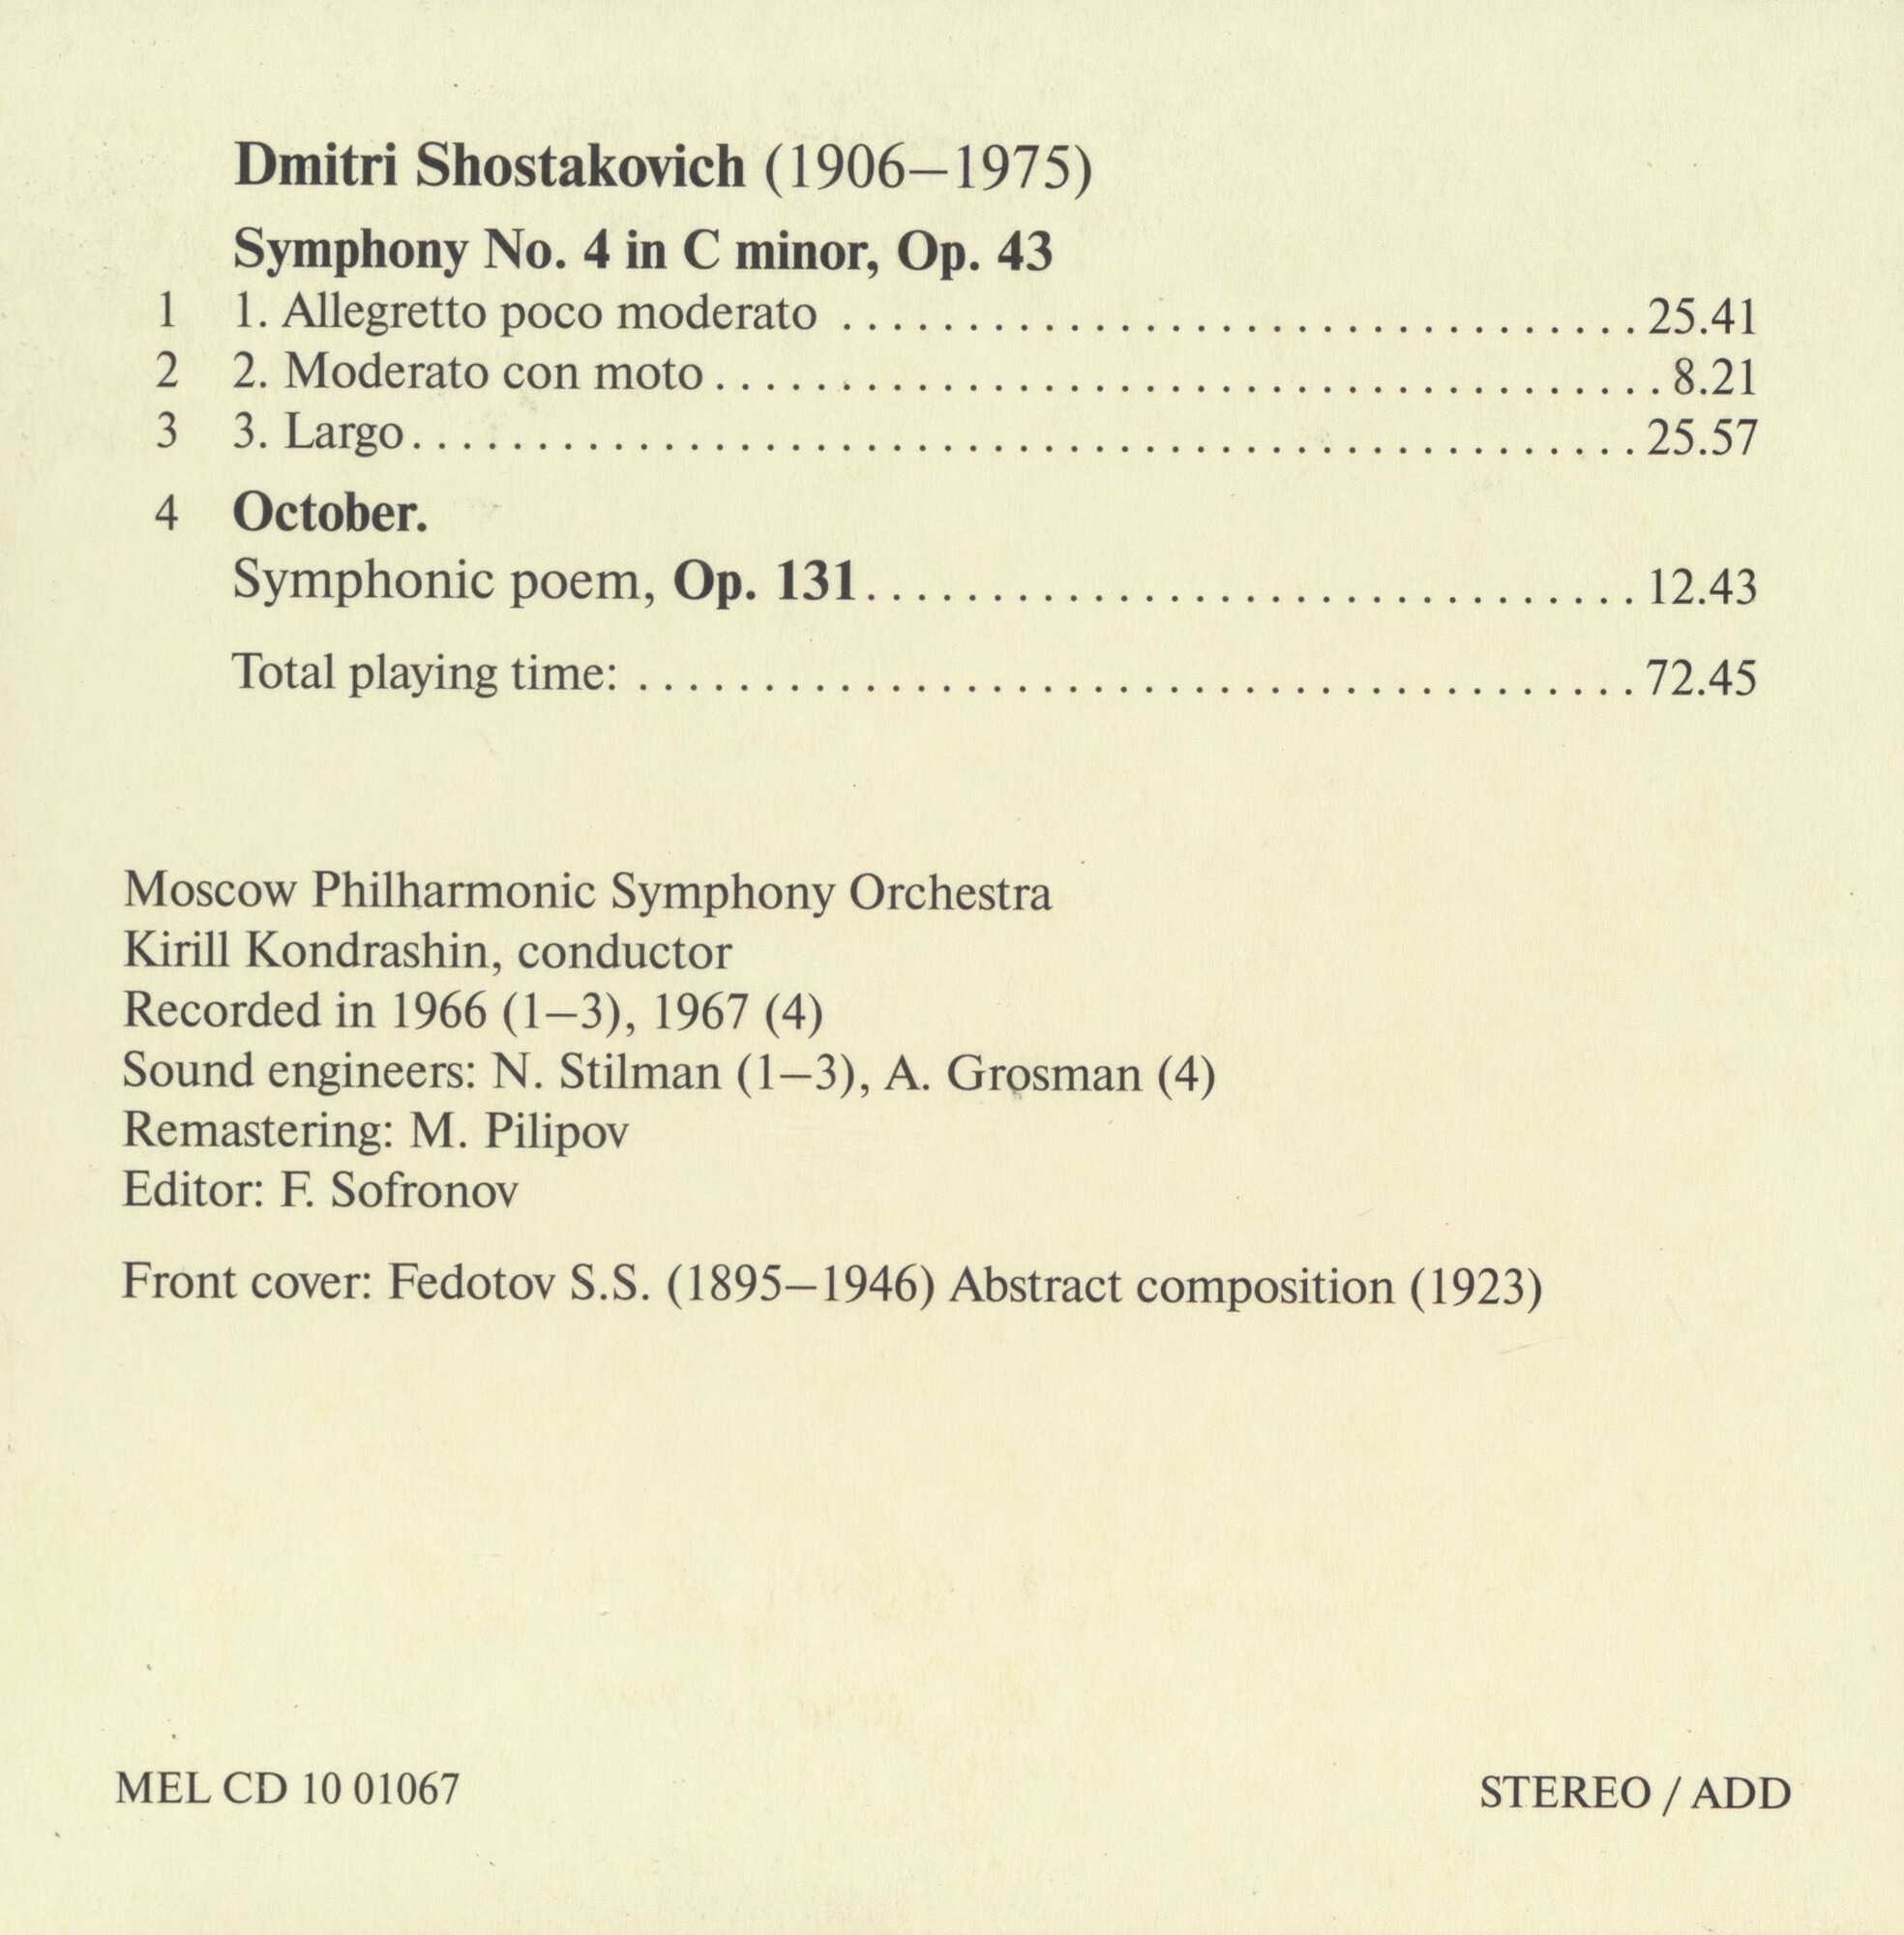 Dmitri Shostakovich (1906–1975)
Symphony No. 4 in C minor, Op. 43
1 1. Allegretto poco moderato ................................ 25.41
2 2. Moderato con moto ..................................... 8.21
3 3. Largo ................................................ 25.57
4 October.
Symphonic poem, Op. 131 .............................. 12.43
Total playing time: ....................................... 72.45
Moscow Philharmonic Symphony Orchestra
Kirill Kondrashin, conductor
Recorded in 1966 (1–3), 1967 (4)
Sound engineers: N. Stilman (1–3), A. Grosman (4)
Remastering: M. Pilipov
Editor: F. Sofronov
Front cover: Fedotov S.S. (1895–1946) Abstract composition (1923)
MEL CD 10 01067
STEREO / ADD